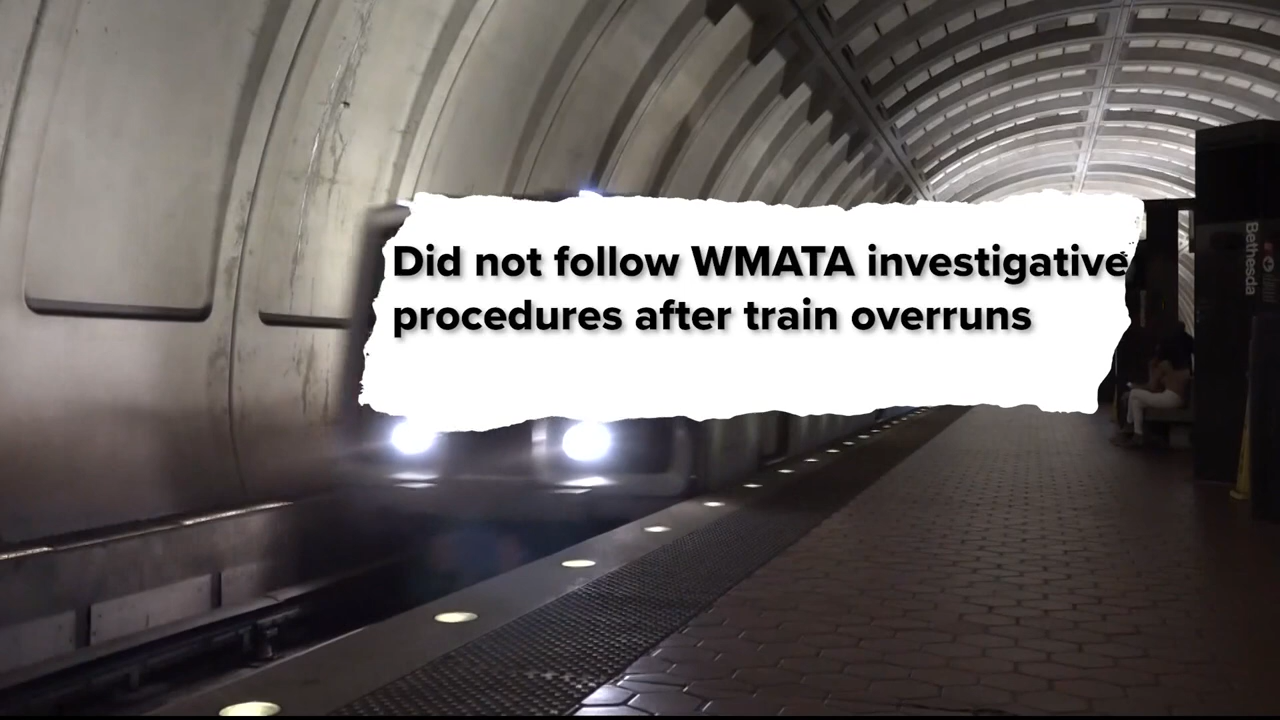 Did not follow WMATA investigative
procedures after train overruns
Bethesda